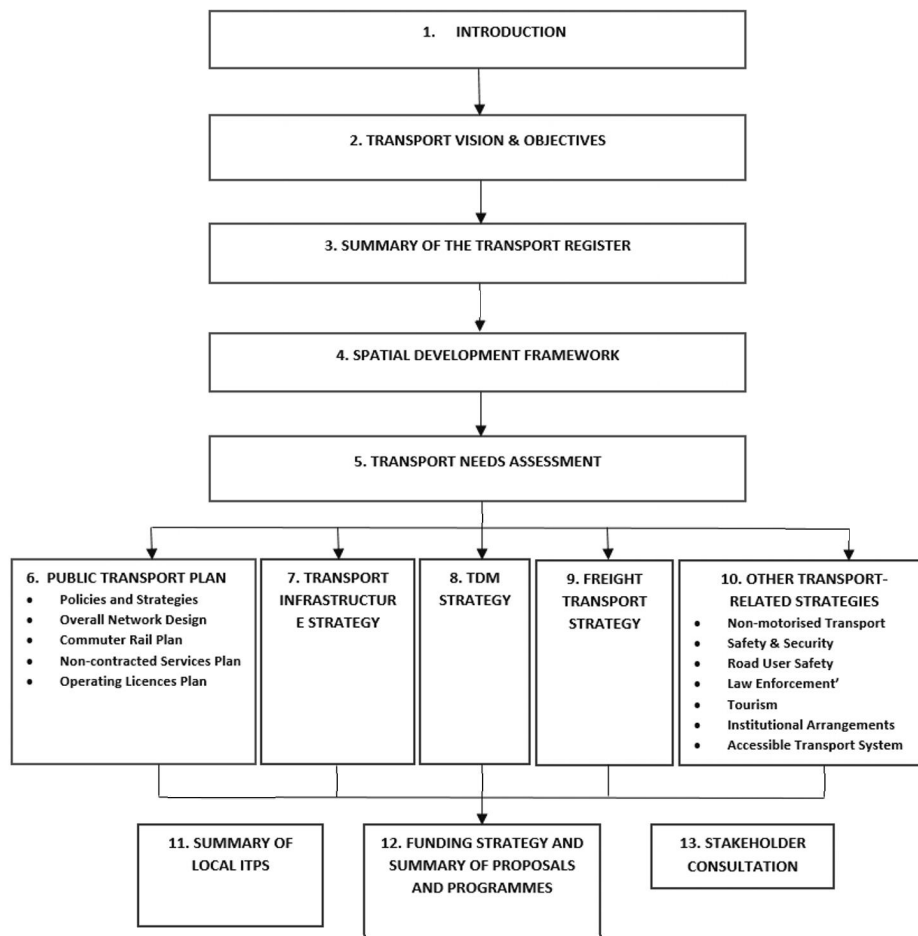 1. INTRODUCTION
2. TRANSPORT VISION & OBJECTIVES
3. SUMMARY OF THE TRANSPORT REGISTER
4. SPATIAL DEVELOPMENT FRAMEWORK
5. TRANSPORT NEEDS ASSESSMENT
6. PUBLIC TRANSPORT PLAN
• Policies and Strategies
• Overall Network Design
• Commuter Rail Plan
• Non-contracted Services Plan
• Operating Licences Plan
7. TRANSPORT
INFRASTRUCTUR
E STRATEGY
8. TDM
STRATEGY
9. FREIGHT
TRANSPORT
STRATEGY
10. OTHER TRANSPORT-
RELATED STRATEGIES
• Non-motorised Transport
• Safety & Security
• Road User Safety
• Law Enforcement’
• Tourism
• Institutional Arrangements
• Accessible Transport System
11. SUMMARY OF
LOCAL ITPS
12. FUNDING STRATEGY AND
SUMMARY OF PROPOSALS
AND PROGRAMMES
13. STAKEHOLDER
CONSULTATION